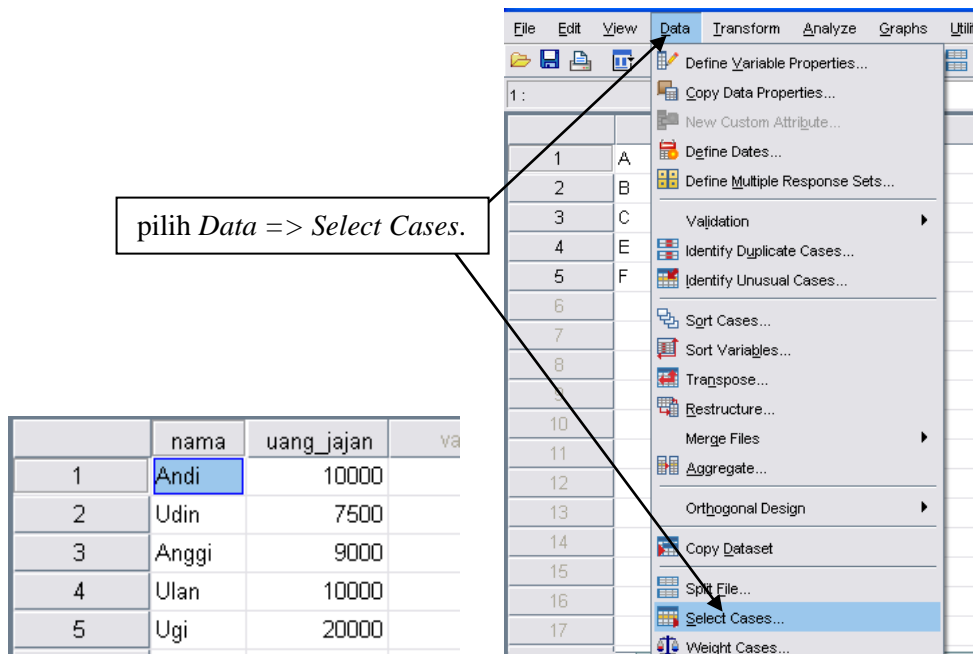 File Edit View Data Transform Analyze Graphs Utili
Define Variable Properties...
1 : Copy Data Properties...
New Custom Attribute...
Define Dates...
Define Multiple Response Sets...
Validation
Identify Duplicate Cases...
Identify Unusual Cases...
Sort Cases...
Sort Variables...
Transpose...
Restructure...
Merge Files
Aggregate...
Orthogonal Design
Copy Dataset
Split File...
Select Cases...
Weight Cases...
1 A
2 B
3 C
4 E
5 F
6
7
8
9
10
11
12
13
14
15
16
17
pilih Data => Select Cases.
nama uang_jajan va
1 Andi 10000
2 Udin 7500
3 Anggi 9000
4 Ulan 10000
5 Ugi 20000